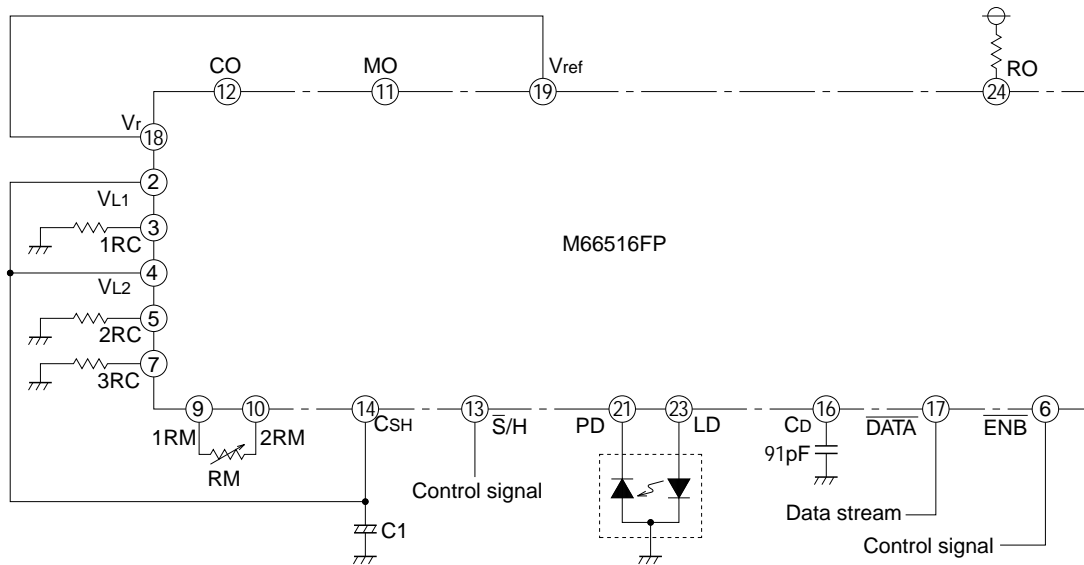 CO
12
MO
11
Vref
19
RO
24
Vr
18
2
VL1
3
1RC
M66516FP
4
VL2
5
2RC
7
3RC
9
10
14
13
21
23
16
17
6
1RM
2RM
CSH
S̅/H
PD
LD
CD
D̅A̅T̅A̅
E̅N̅B̅
RM
91pF
Control signal
C1
Data stream
Control signal